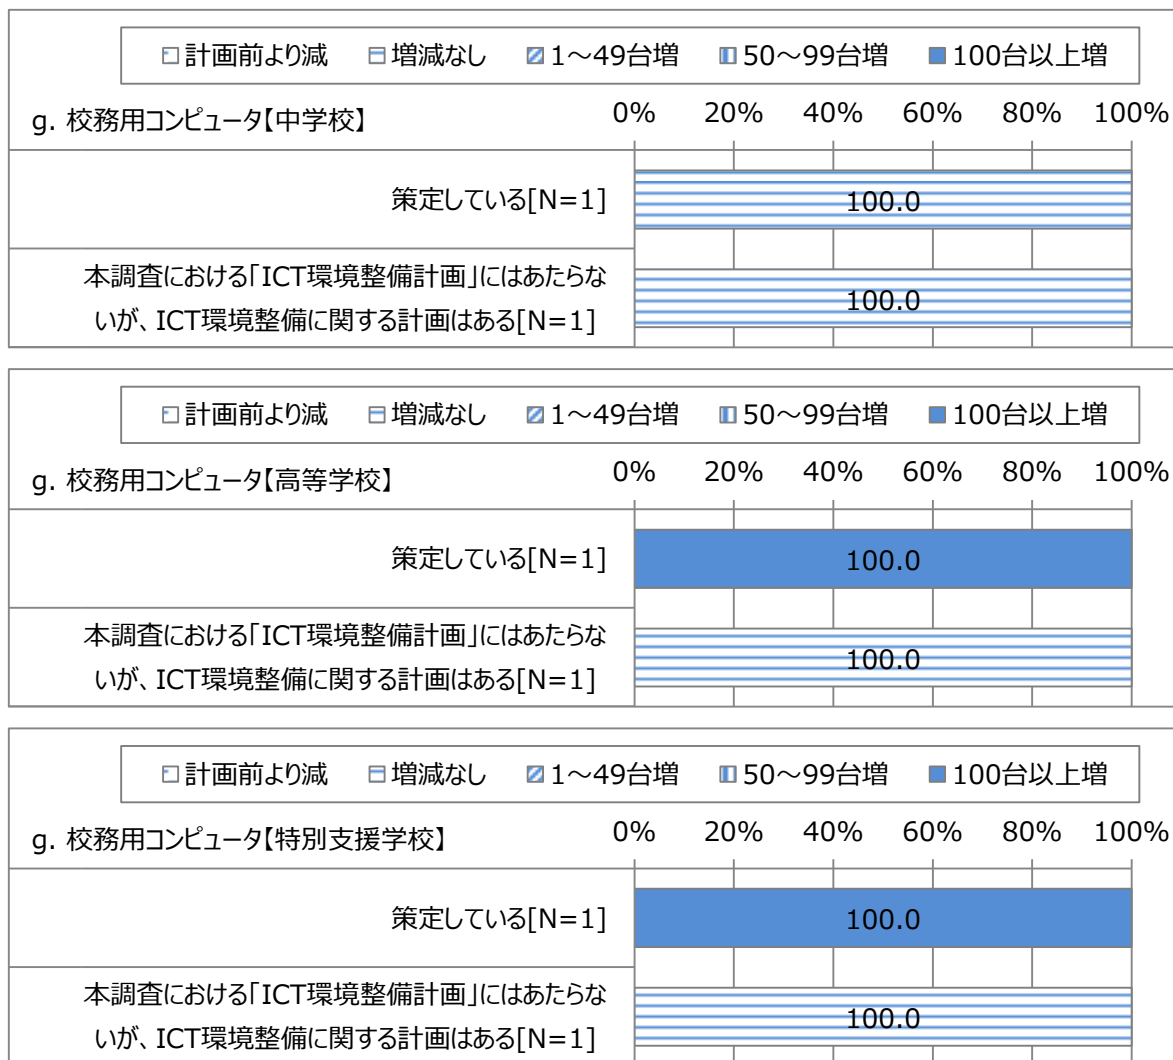 計画前より減 増減なし 1～49台増 50～99台増 100台以上増
g. 校務用コンピュータ【中学校】 0% 20% 40% 60% 80% 100%
策定している[N=1] 100.0
本調査における「ICT環境整備計画」にはあたらな
いが、ICT環境整備に関する計画はある[N=1] 100.0
計画前より減 増減なし 1～49台増 50～99台増 100台以上増
g. 校務用コンピュータ【高等学校】 0% 20% 40% 60% 80% 100%
策定している[N=1] 100.0
本調査における「ICT環境整備計画」にはあたらな
いが、ICT環境整備に関する計画はある[N=1] 100.0
計画前より減 増減なし 1～49台増 50～99台増 100台以上増
g. 校務用コンピュータ【特別支援学校】 0% 20% 40% 60% 80% 100%
策定している[N=1] 100.0
本調査における「ICT環境整備計画」にはあたらな
いが、ICT環境整備に関する計画はある[N=1] 100.0